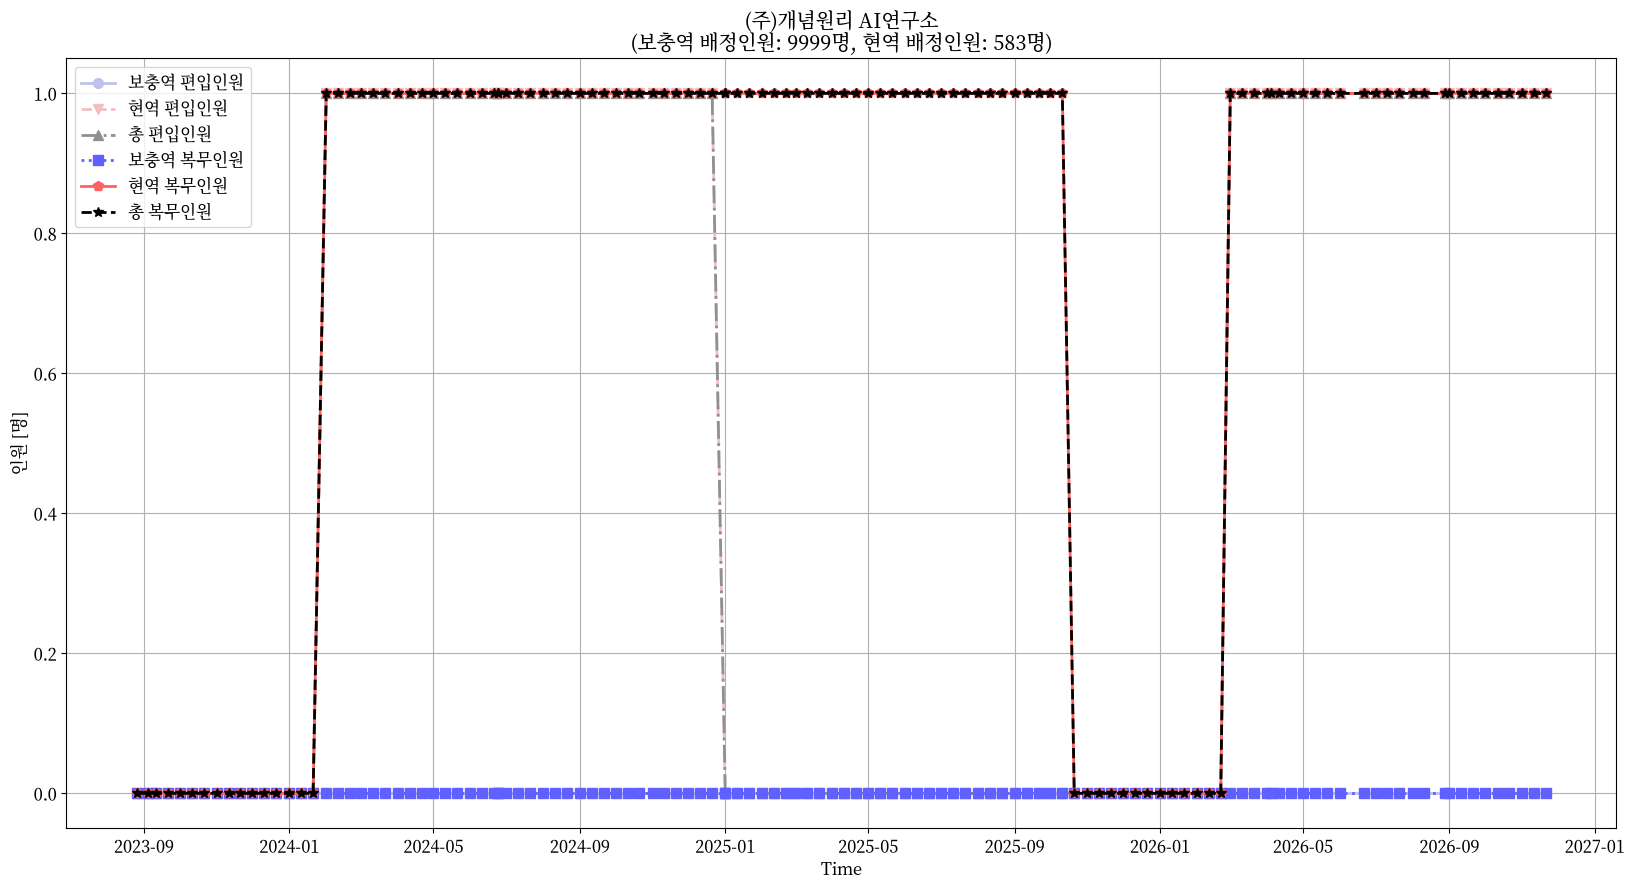 (주)개념원리 AI연구소
(보충역 배정인원: 9999명, 현역 배정인원: 583명)
보충역 편입인원
현역 편입인원
총 편입인원
보충역 복무인원
현역 복무인원
총 복무인원
인원 [명]
1.0
0.8
0.6
0.4
0.2
0.0
2023-09
2024-01
2024-05
2024-09
2025-01
2025-05
2025-09
2026-01
2026-05
2026-09
2027-01
Time